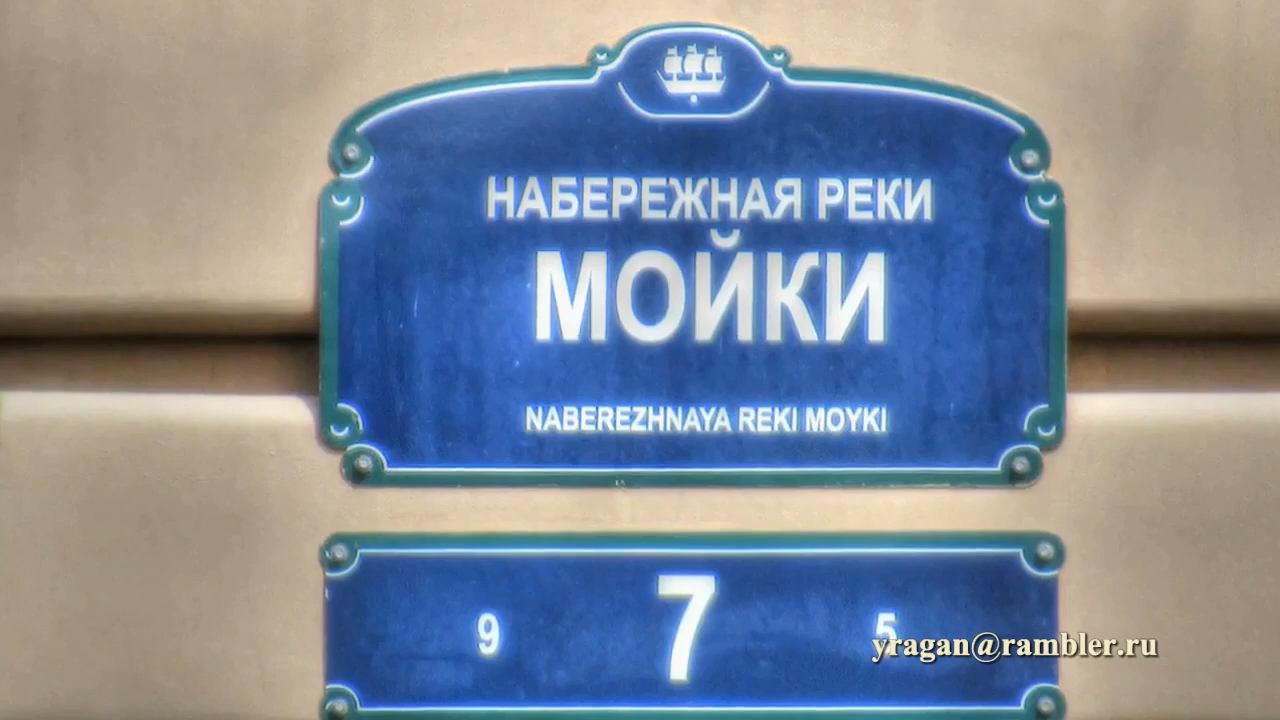 НАБЕРЕЖНАЯ РЕКИ
МОЙКИ
NABEREZHNAYA REKI MOYKI
9 7 5
yragan@rambler.ru